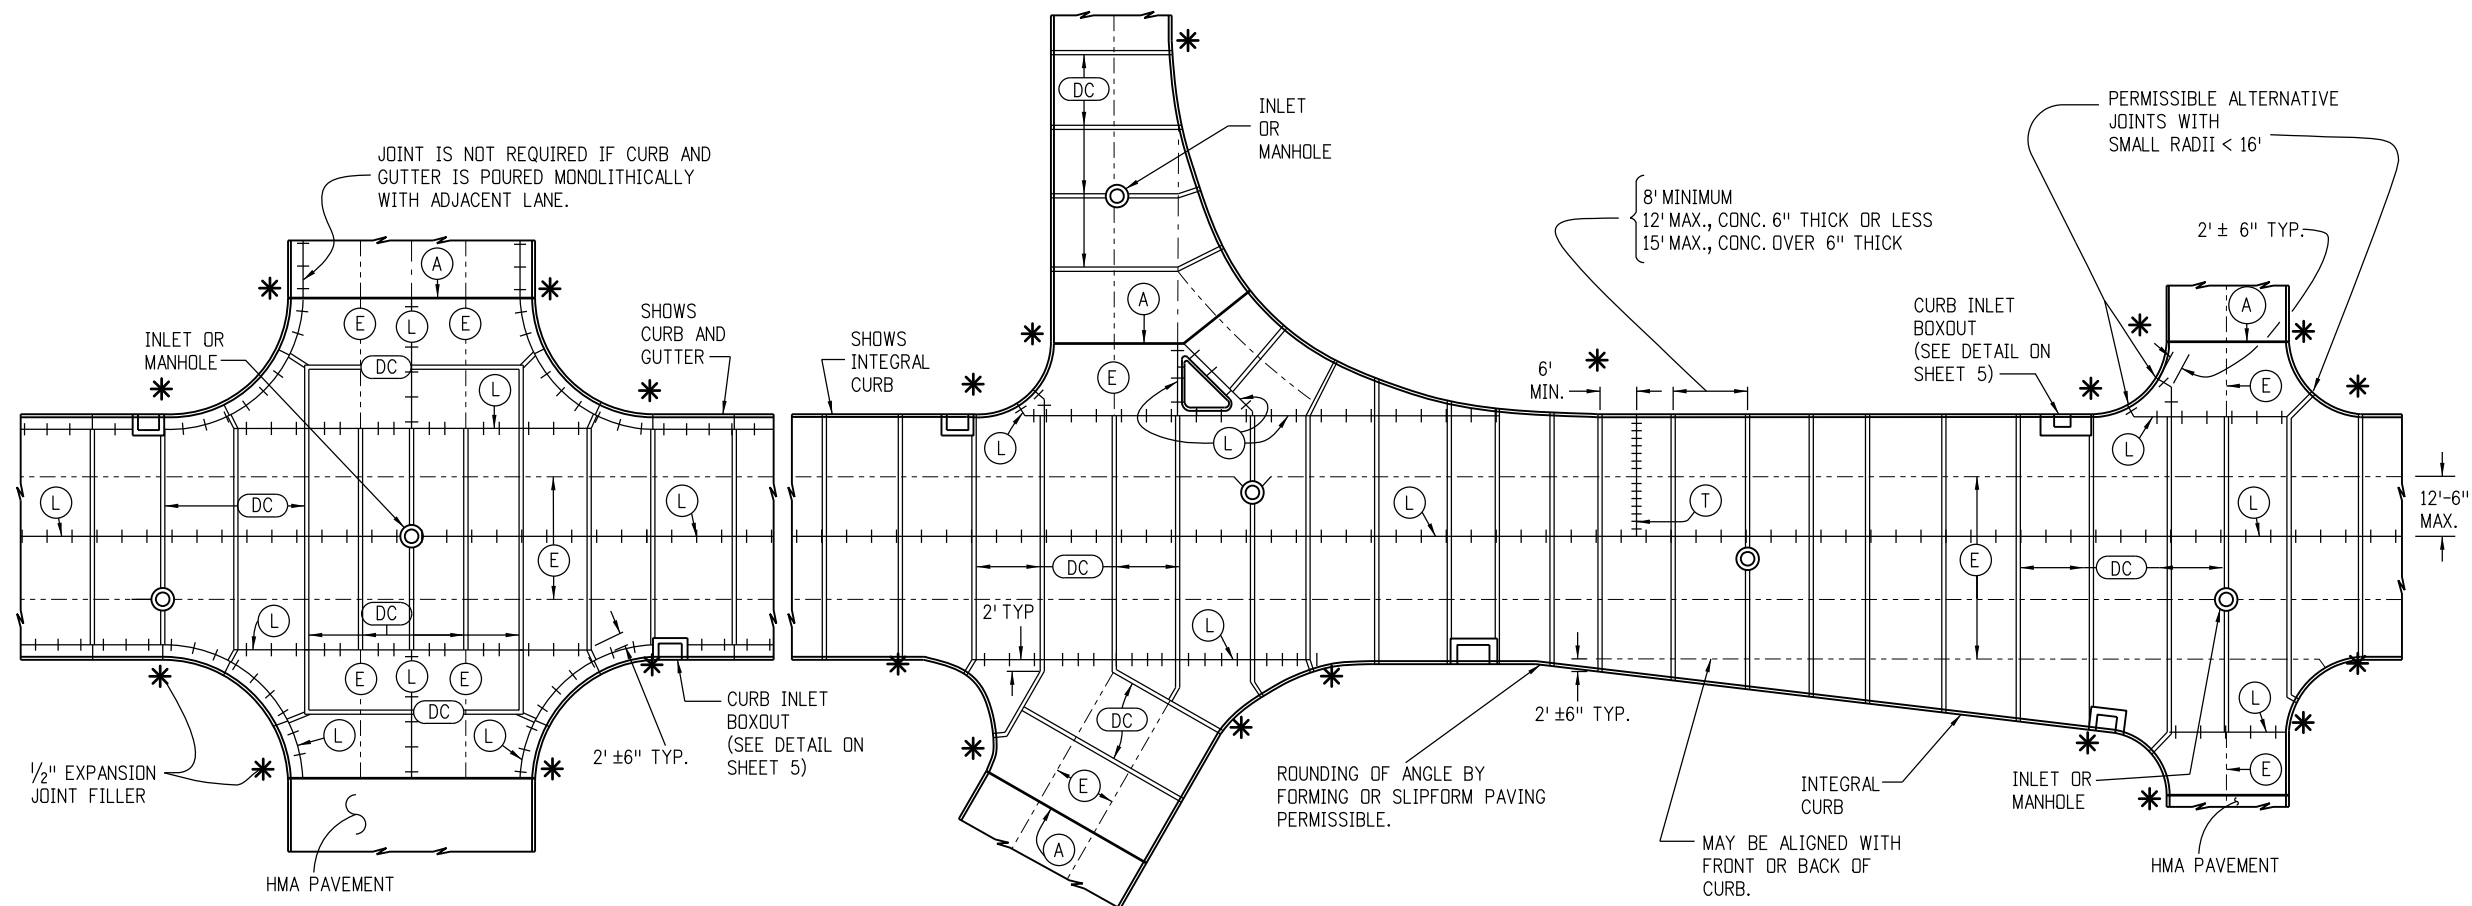 JOINT IS NOT REQUIRED IF CURB AND
GUTTER IS POURED MONOLITHICALLY
WITH ADJACENT LANE.
A
E
L
E
INLET OR
MANHOLE
SHOWS
CURB AND
GUTTER
DC
L
L
DC
L
E
L
DC
E
L
E
DC
L
L
2' ±6" TYP.
CURB INLET
BOXOUT
(SEE DETAIL ON
SHEET 5)
1/2" EXPANSION
JOINT FILLER
HMA PAVEMENT
DC
INLET
OR
MANHOLE
A
SHOWS
INTEGRAL
CURB
E
L
L
L
DC
2' TYP
L
DC
E
A
8' MINIMUM
12' MAX., CONC. 6" THICK OR LESS
15' MAX., CONC. OVER 6" THICK
6'
MIN.
T
E
2' ±6" TYP.
ROUNDING OF ANGLE BY
FORMING OR SLIPFORM PAVING
PERMISSIBLE.
MAY BE ALIGNED WITH
FRONT OR BACK OF
CURB.
INTEGRAL
CURB
PERMISSIBLE ALTERNATIVE
JOINTS WITH
SMALL RADII < 16'
2' ± 6" TYP.
A
CURB INLET
BOXOUT
(SEE DETAIL ON
SHEET 5)
E
L
L
12'-6"
MAX.
DC
L
E
INLET OR
MANHOLE
HMA PAVEMENT